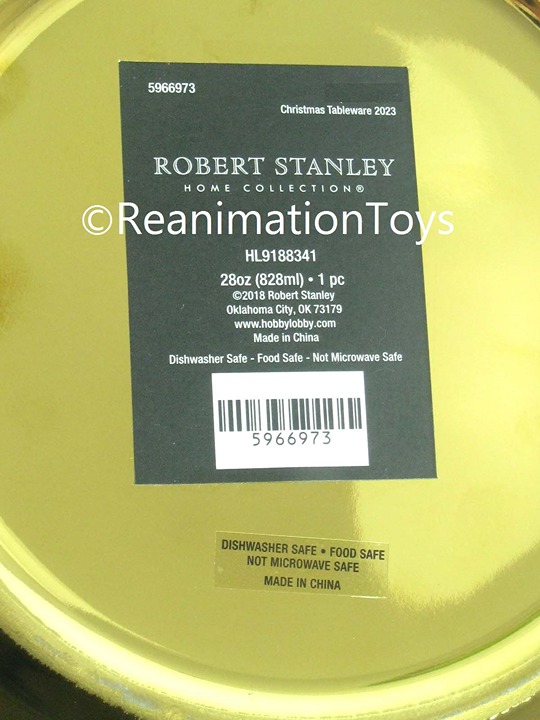 5966973
Christmas Tableware 2023
ROBERT STANLEY
HOME COLLECTION®
©ReanimationToys
HL9188341
28oz (828ml) • 1 pc
©2018 Robert Stanley
Oklahoma City, OK 73179
www.hobbylobby.com
Made in China
Dishwasher Safe - Food Safe - Not Microwave Safe
5966973
DISHWASHER SAFE • FOOD SAFE
NOT MICROWAVE SAFE
MADE IN CHINA